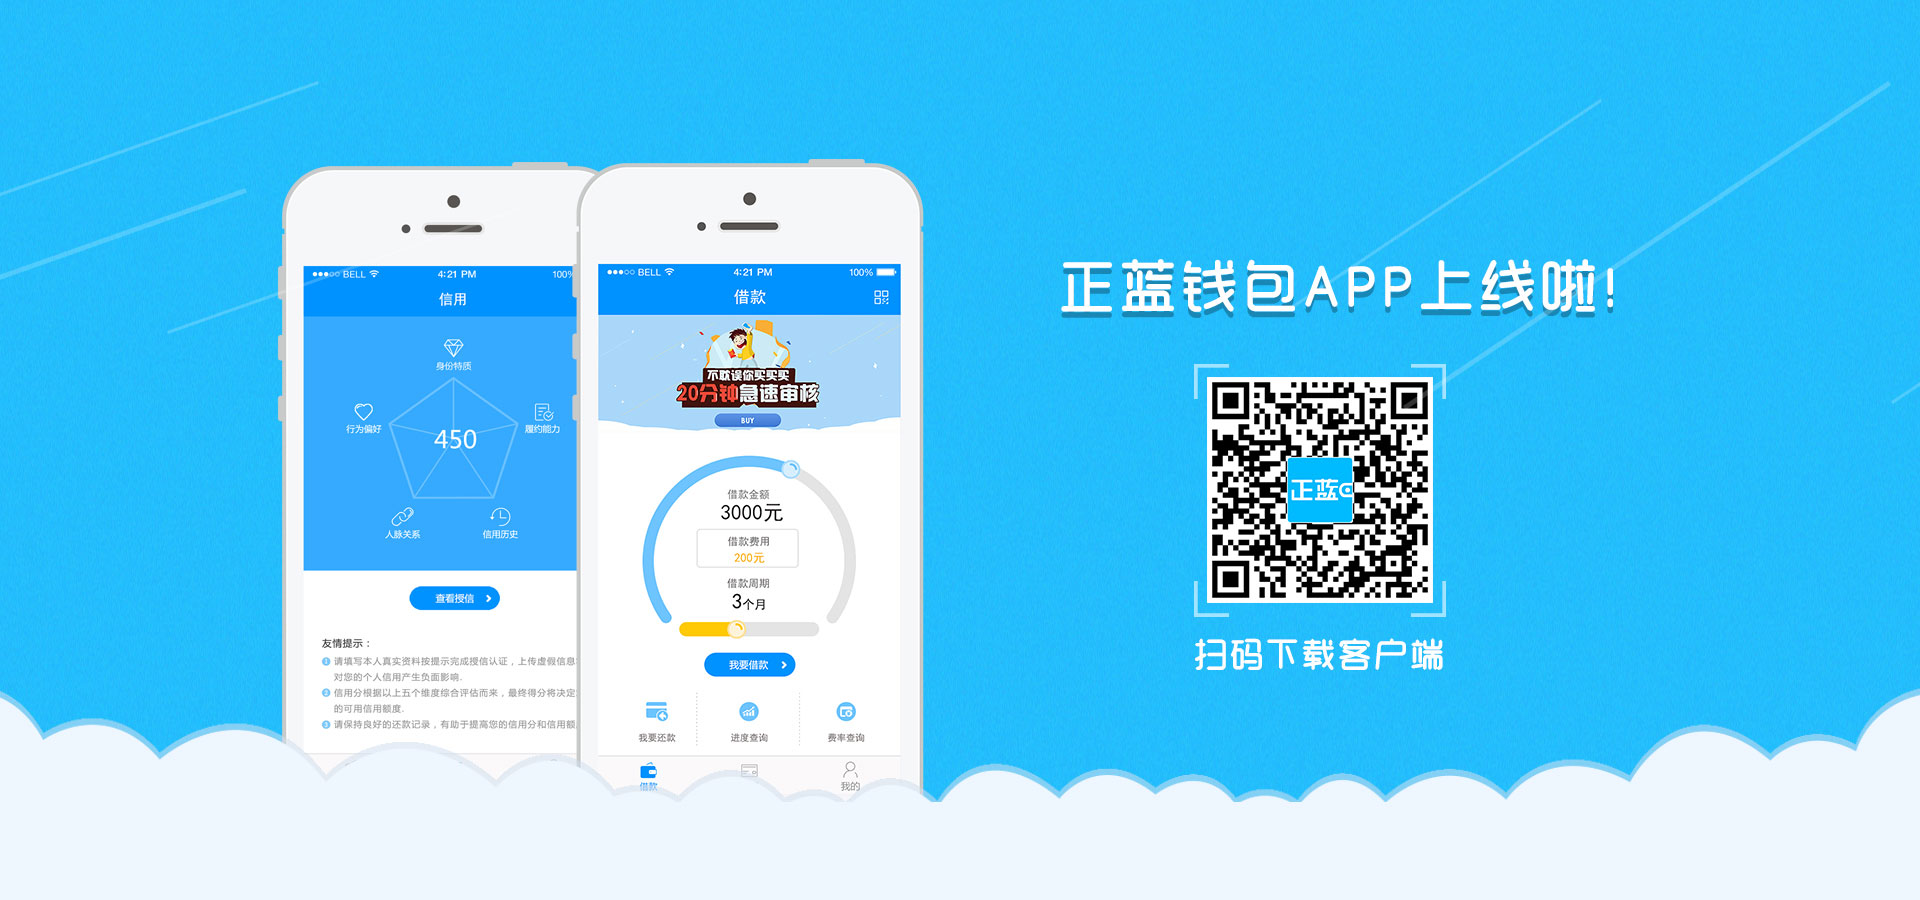 BELL 4:21 PM 100%
信用
身份特质
行为偏好
履约能力
450
人脉关系
信用历史
查看授信
友情提示：
1 请填写本人真实资料按提示完成授信认证，上传虚假信息
对您的个人信用产生负面影响.
2 信用分根据以上五个维度综合评估而来，最终得分将决定
的可用信用额度.
3 请保持良好的还款记录，有助于提高您的信用分和信用额
BELL 4:21 PM 100%
借款
不耽误你买买买
20分钟急速审核
BUY
借款金额
3000元
借款费用
200元
借款周期
3个月
我要借款
我要还款
进度查询
费率查询
借款
我的
正蓝钱包APP上线啦!
正蓝
扫码下载客户端